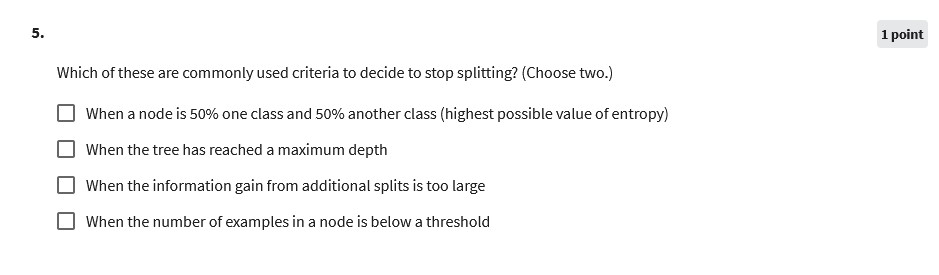 5.
1 point
Which of these are commonly used criteria to decide to stop splitting? (Choose two.)
When a node is 50% one class and 50% another class (highest possible value of entropy)
When the tree has reached a maximum depth
When the information gain from additional splits is too large
When the number of examples in a node is below a threshold